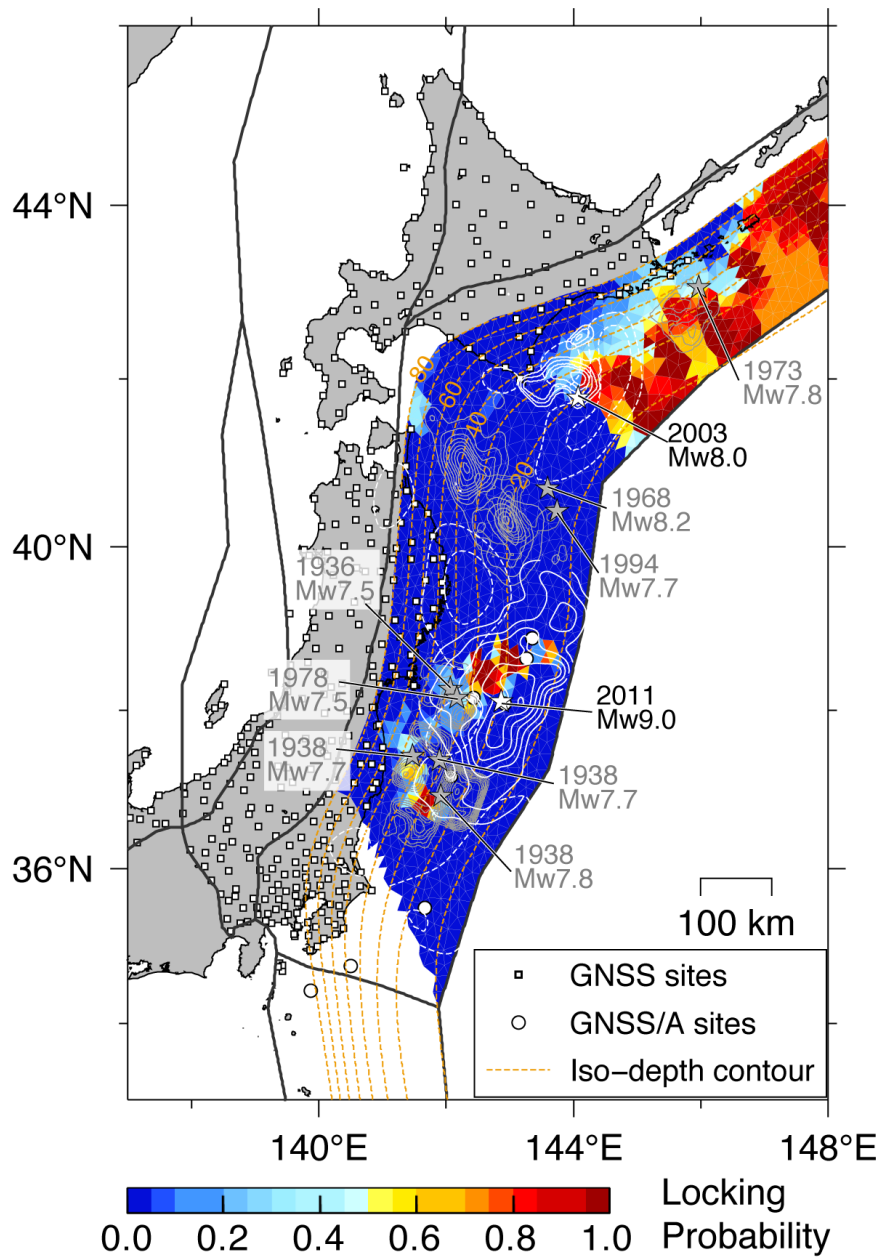 44°N
80
60
40
20
1973
Mw7.8
2003
Mw8.0
1968
Mw8.2
40°N
1994
Mw7.7
1936
Mw7.5
1978
Mw7.5
2011
Mw9.0
1938
Mw7.7
1938
Mw7.7
1938
Mw7.8
36°N
100 km
GNSS sites
GNSS/A sites
Iso−depth contour
140°E 144°E 148°E
0.0 0.2 0.4 0.6 0.8 1.0
Locking
Probability